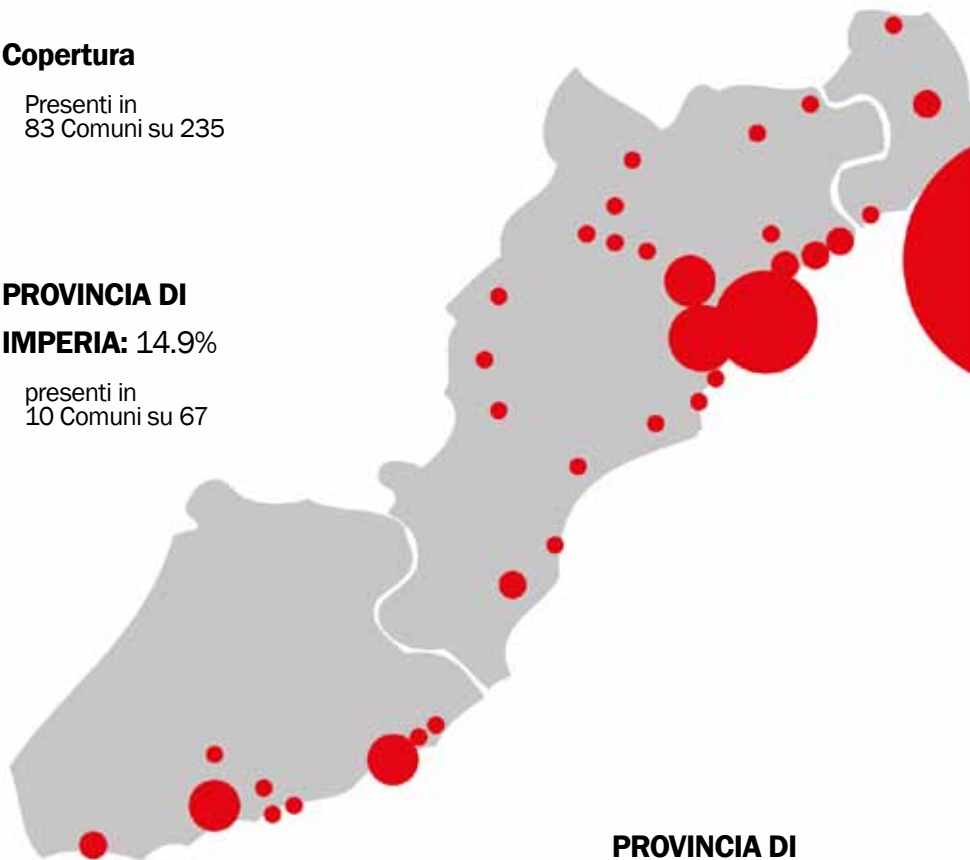 Copertura
Presenti in
83 Comuni su 235
PROVINCIA DI
IMPERIA: 14.9%
presenti in
10 Comuni su 67
PROVINCIA DI